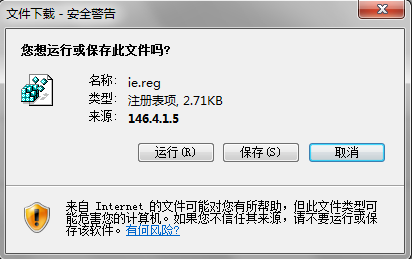 文件下载 - 安全警告
您想运行或保存此文件吗?
名称: ie.reg
类型: 注册表项, 2.71KB
来源: 146.4.1.5
运行(R) 保存(S) 取消
来自 Internet 的文件可能对您有所帮助，但此文件类型可
能危害您的计算机。如果您不信任其来源，请不要运行或保
存该软件。有何风险?